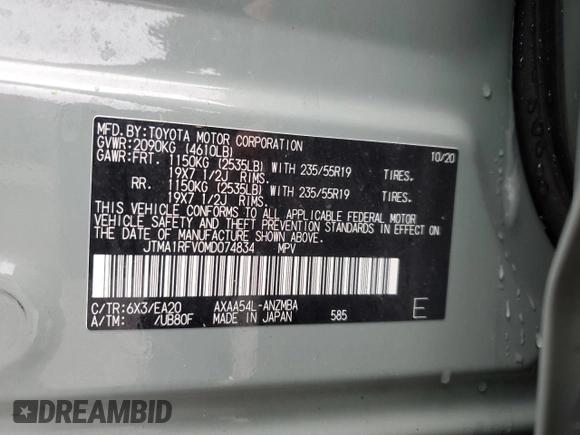 MFD.BY:TOYOTA MOTOR CORPORATION 10/20
GVWR:2090KG (4610LB)
GAWR:FRT. 1150KG (2535LB) WITH 235/55R19 TIRES.
19X7 1/2J RIMS.
RR. 1150KG (2535LB) WITH 235/55R19 TIRES.
19X7 1/2J RIMS.
THIS VEHICLE CONFORMS TO ALL APPLICABLE FEDERAL MOTOR
VEHICLE SAFETY AND THEFT PREVENTION STANDARDS IN EFFECT ON
THE DATE OF MANUFACTURE SHOWN ABOVE.
JTMA1RFV0MD074834 MPV
C/TR:6X3/EA20 AXAA54L-ANZMBA
A/TM: /UB80F MADE IN JAPAN 585 E
DREAMBID